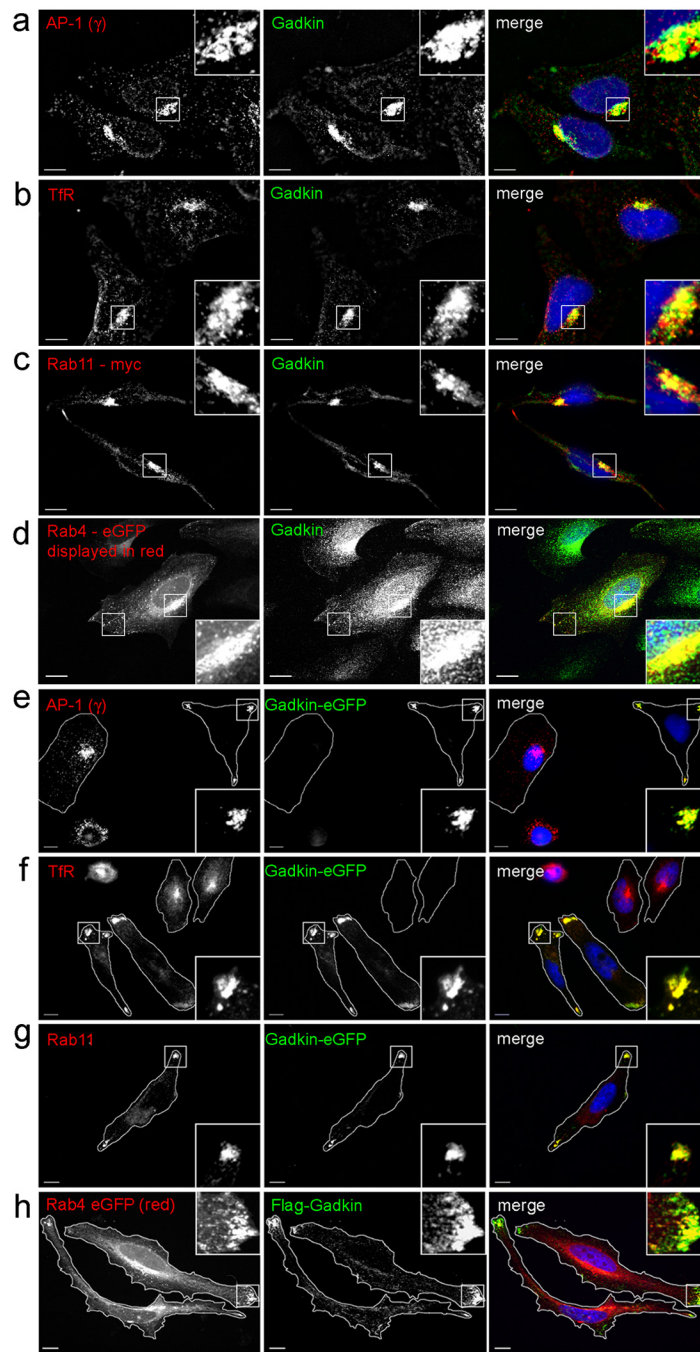 a
AP-1 (γ)
Gadkin
merge
b
TfR
Gadkin
merge
c
Rab11 - myc
Gadkin
merge
d
Rab4 - eGFP
displayed in red
Gadkin
merge
e
AP-1 (γ)
Gadkin-eGFP
merge
f
TfR
Gadkin-eGFP
merge
g
Rab11
Gadkin-eGFP
merge
h
Rab4 eGFP (red)
Flag-Gadkin
merge